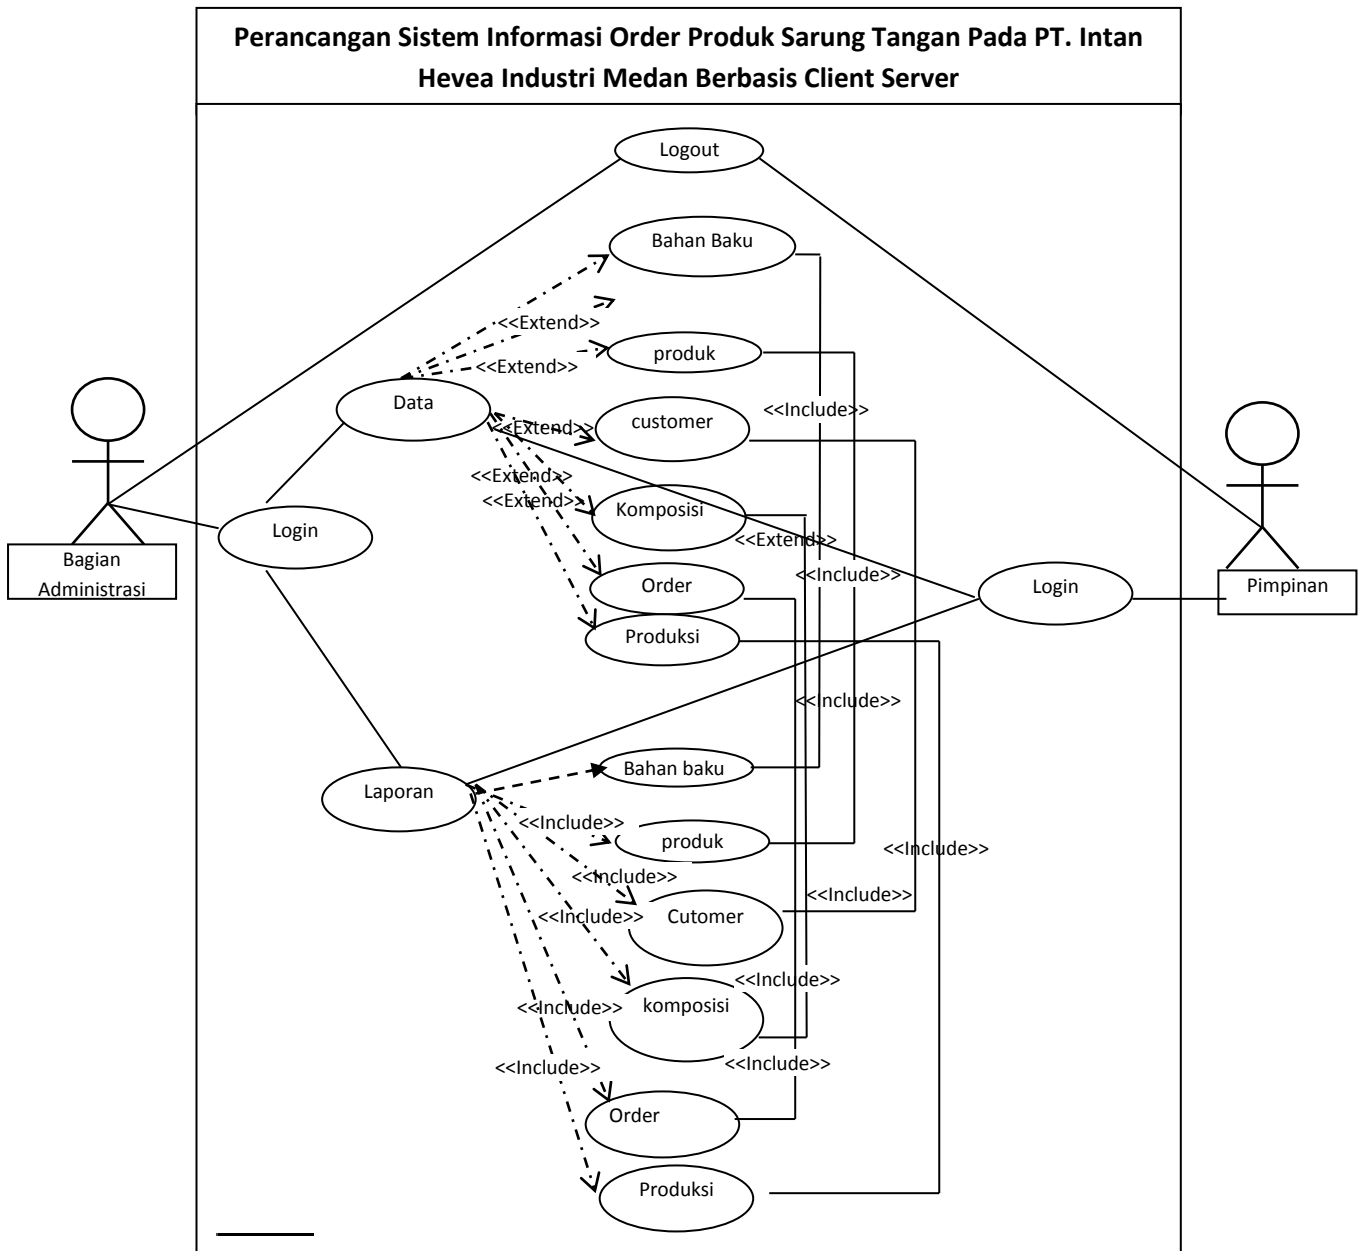 Perancangan Sistem Informasi Order Produk Sarung Tangan Pada PT. Intan
Hevea Industri Medan Berbasis Client Server
Logout
Bahan Baku
<<Extend>>
produk
<<Extend>>
Data
customer
<<Include>>
<<Extend>>
<<Extend>>
<<Extend>>
Komposisi
<<Extend>>
Login
Bagian
Administrasi
<<Include>>
Order
Login
Pimpinan
Produksi
<<Include>>
Bahan baku
Laporan
<<Include>>
produk
<<Include>>
<<Include>>
<<Include>>
<<Include>>
Cutomer
<<Include>>
<<Include>>
komposisi
<<Include>>
<<Include>>
Order
Produksi